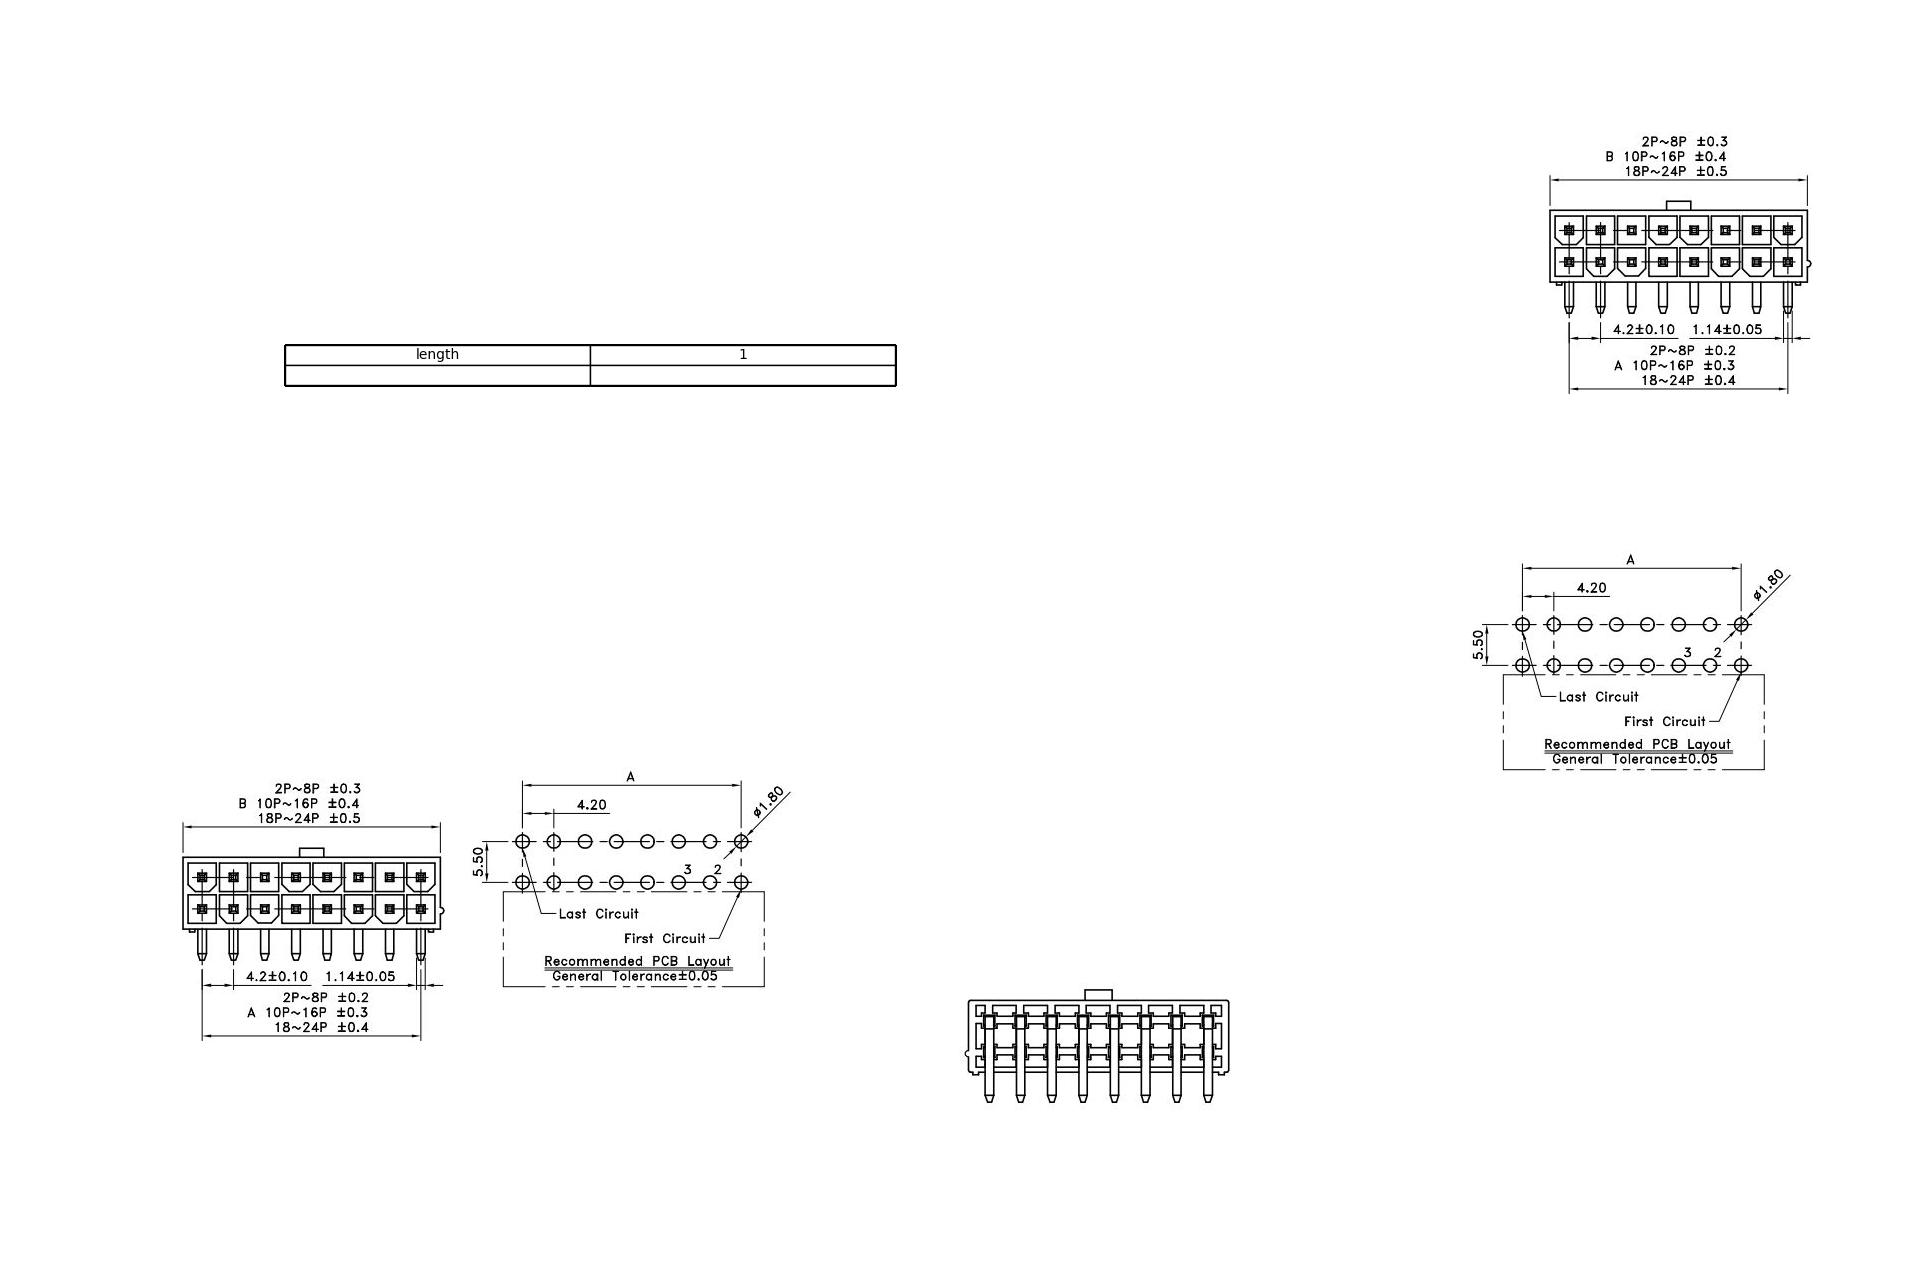 2P~8P ±0.3
B 10P~16P ±0.4
18P~24P ±0.5
4.2±0.10 1.14±0.05
2P~8P ±0.2
A 10P~16P ±0.3
18~24P ±0.4
length 1
A
4.20
ø1.80
5.50
3 2
Last Circuit
First Circuit
Recommended PCB Layout
General Tolerance±0.05
2P~8P ±0.3
B 10P~16P ±0.4
18P~24P ±0.5
4.2±0.10 1.14±0.05
2P~8P ±0.2
A 10P~16P ±0.3
18~24P ±0.4
A
4.20
ø1.80
5.50
3 2
Last Circuit
First Circuit
Recommended PCB Layout
General Tolerance±0.05